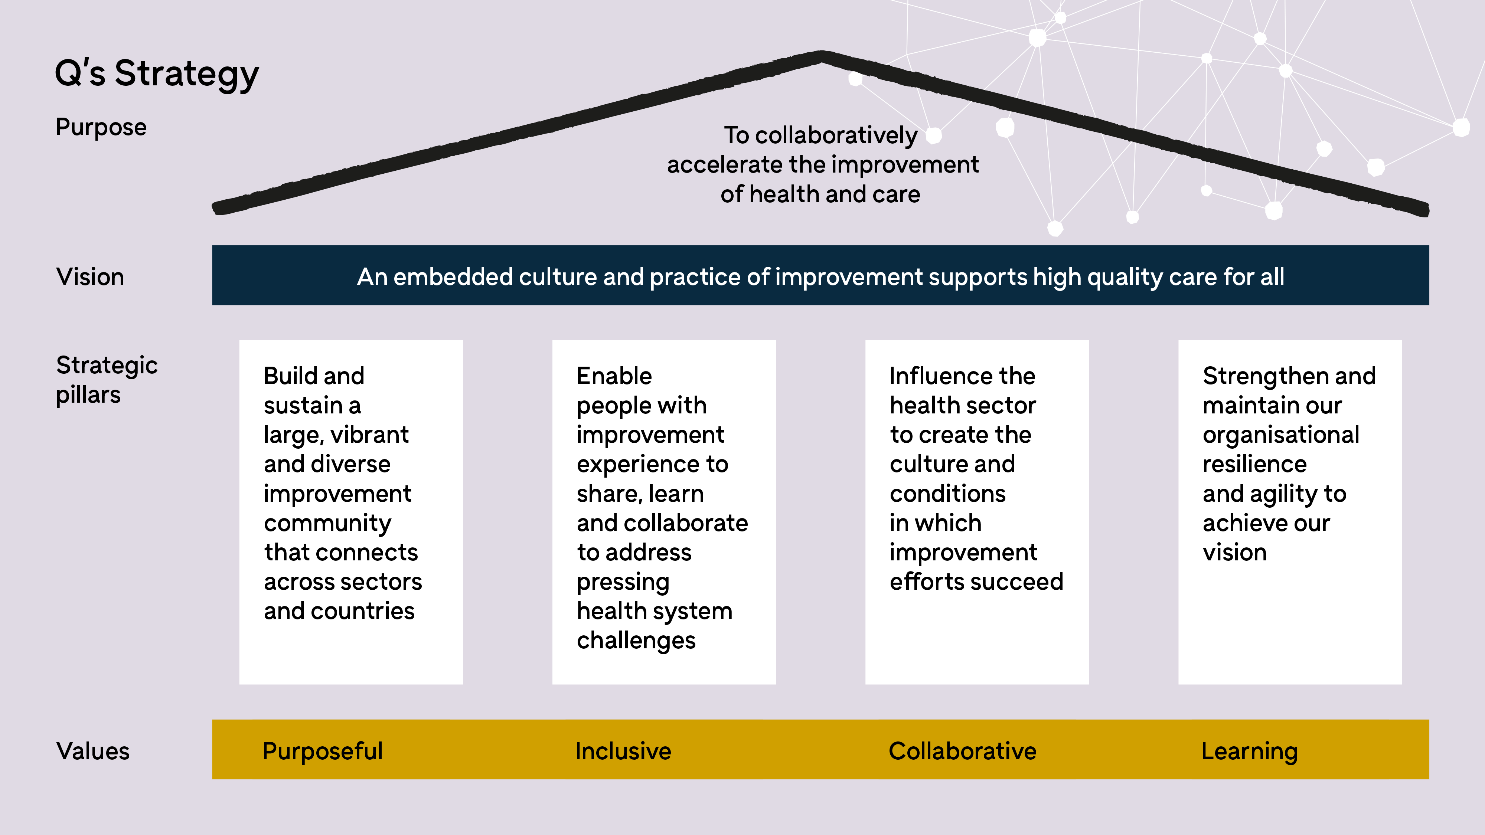 Q's Strategy
Purpose
To collaboratively
accelerate the improvement
of health and care
Vision
An embedded culture and practice of improvement supports high quality care for all
Strategic
pillars
Build and
sustain a
large, vibrant
and diverse
improvement
community
that connects
across sectors
and countries
Enable
people with
improvement
experience to
share, learn
and collaborate
to address
pressing
health system
challenges
Influence the
health sector
to create the
culture and
conditions
in which
improvement
efforts succeed
Strengthen and
maintain our
organisational
resilience
and agility to
achieve our
vision
Values
Purposeful
Inclusive
Collaborative
Learning